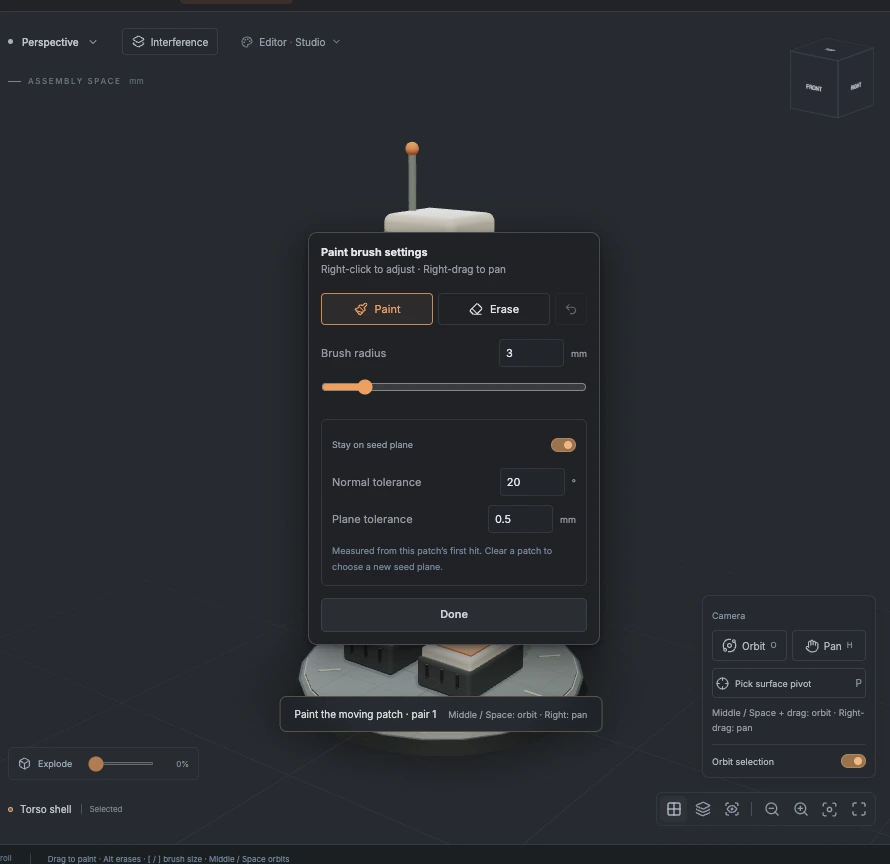 Perspective
Interference
Editor · Studio
ASSEMBLY SPACE mm
FRONT
RIGHT
Paint brush settings
Right-click to adjust · Right-drag to pan
Paint
Erase
Brush radius 3 mm
Stay on seed plane
Normal tolerance 20 °
Plane tolerance 0.5 mm
Measured from this patch's first hit. Clear a patch to
choose a new seed plane.
Done
Camera
Orbit O
Pan H
Pick surface pivot P
Middle / Space + drag: orbit · Right-
drag: pan
Orbit selection
Paint the moving patch · pair 1 Middle / Space: orbit · Right: pan
Explode 0%
Torso shell Selected
roll Drag to paint · Alt erases · [ / ] brush size · Middle / Space orbits